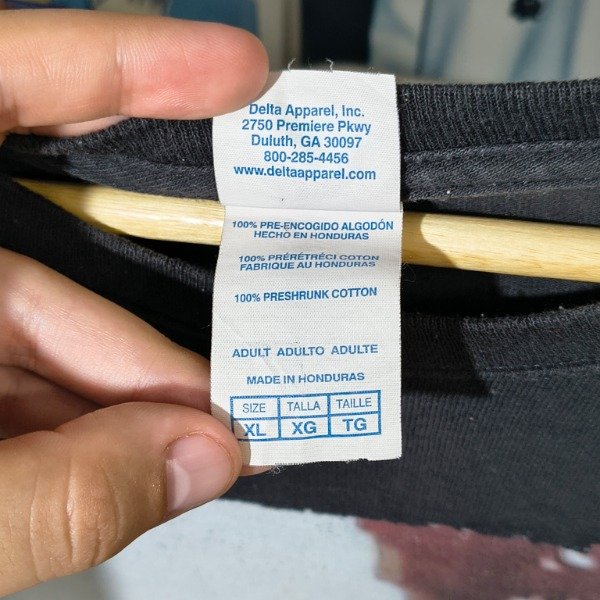 Delta Apparel, Inc.
2750 Premiere Pkwy
Duluth, GA 30097
800-285-4456
www.deltaapparel.com
100% PRE-ENCOGIDO ALGODÓN
HECHO EN HONDURAS
100% PRÉRÉTRÉCI COTON
FABRIQUE AU HONDURAS
100% PRESHRUNK COTTON
ADULT ADULTO ADULTE
MADE IN HONDURAS
SIZE TALLA TAILLE
XL XG TG